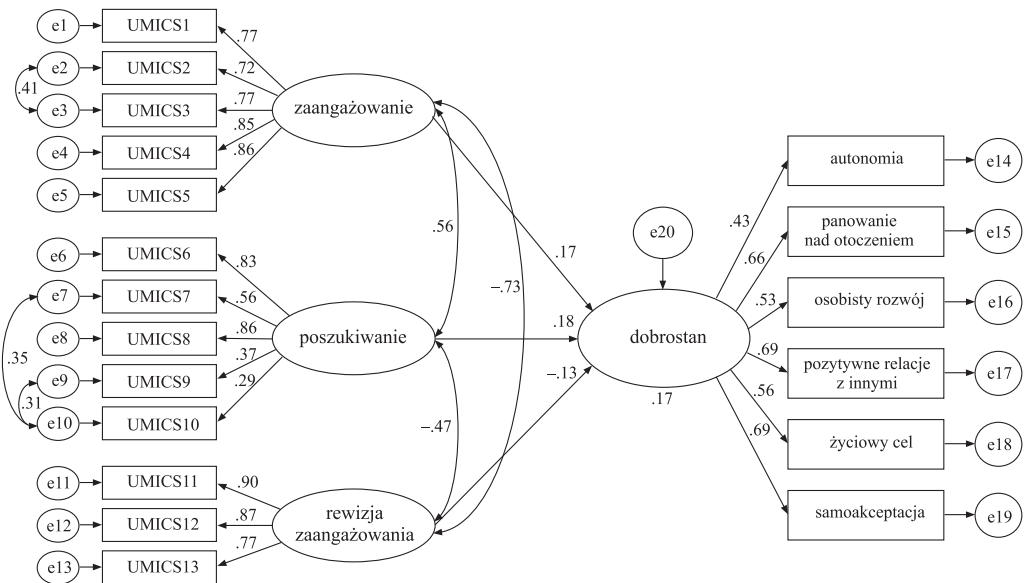 e1
UMICS1
.77
e2
UMICS2
.72
.41
zaangażowanie
e3
UMICS3
.77
e4
UMICS4
.85
e5
UMICS5
.86
autonomia
e14
.43
panowanie
nad otoczeniem
e15
.66
.56
e20
.17
e6
UMICS6
.83
e7
UMICS7
.56
–.73
osobisty rozwój
e16
.53
e8
UMICS8
.86
poszukiwanie
.18
dobrostan
.35
.37
.69
pozytywne relacje
z innymi
e17
e9
UMICS9
.29
–.13
.31
.17
.56
e10
UMICS10
–.47
.69
życiowy cel
e18
e11
UMICS11
.90
e12
UMICS12
.87
rewizja
zaangażowania
samoakceptacja
e19
e13
UMICS13
.77